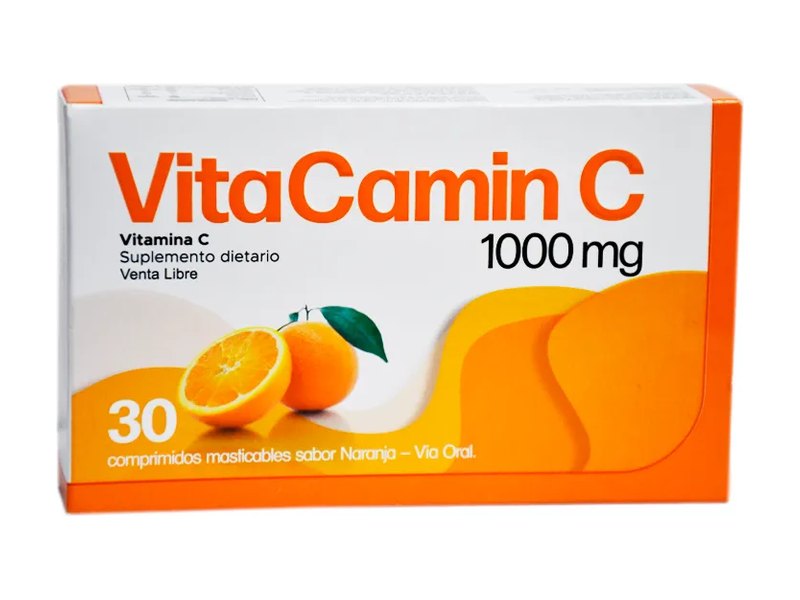 VitaCamin C
1000 mg
Vitamina C
Suplemento dietario
Venta Libre
30
comprimidos masticables sabor Naranja – Vía Oral.